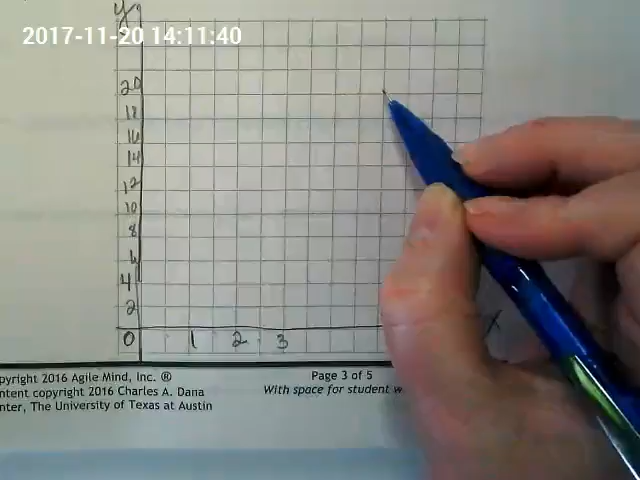 y
2017-11-20 14:11:40
20
18
16
14
12
10
8
6
4
2
0 1 2 3
x
pyright 2016 Agile Mind, Inc. ®
ntent copyright 2016 Charles A. Dana
nter, The University of Texas at Austin
Page 3 of 5
With space for student w